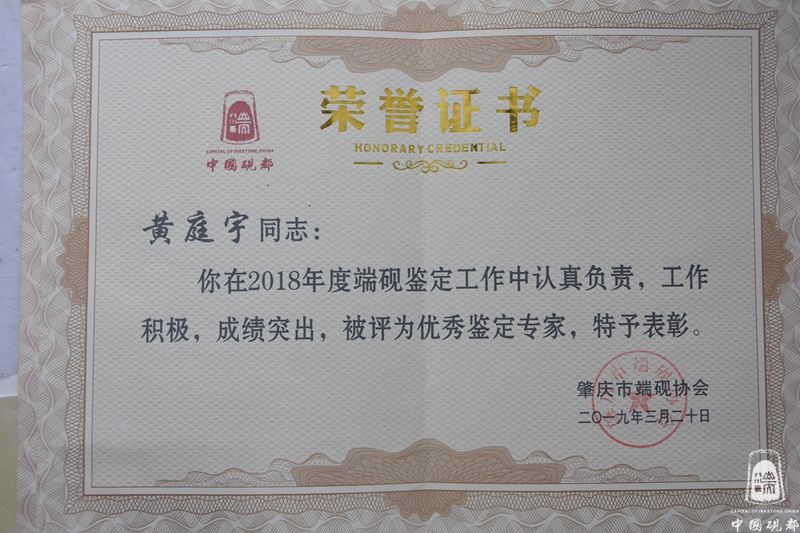 荣誉证书
HONORARY CREDENTIAL
CAPITAL OF INKSTONE,CHINA
中國硯都
黄庭宇同志：
你在2018年度端砚鉴定工作中认真负责，工作
积极，成绩突出，被评为优秀鉴定专家，特予表彰。
肇庆市端砚协会
二〇一九年三月二十日
CAPITAL OF INKSTONE,CHINA
中國硯都